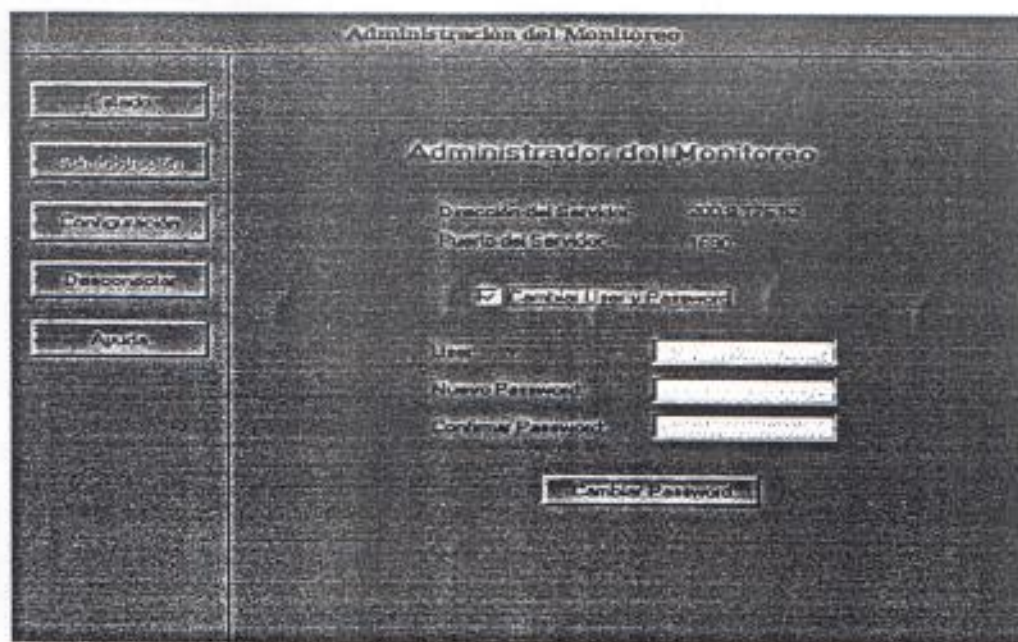 Administración del Monitoreo
Estado
Administración
Configuración
Desconectar
Ayuda
Administrador del Monitoreo
Dirección del Servidor:
Puerto del Servidor:
Cambiar User y Password
User
Nuevo Password:
Confirmar Password:
Cambiar Password